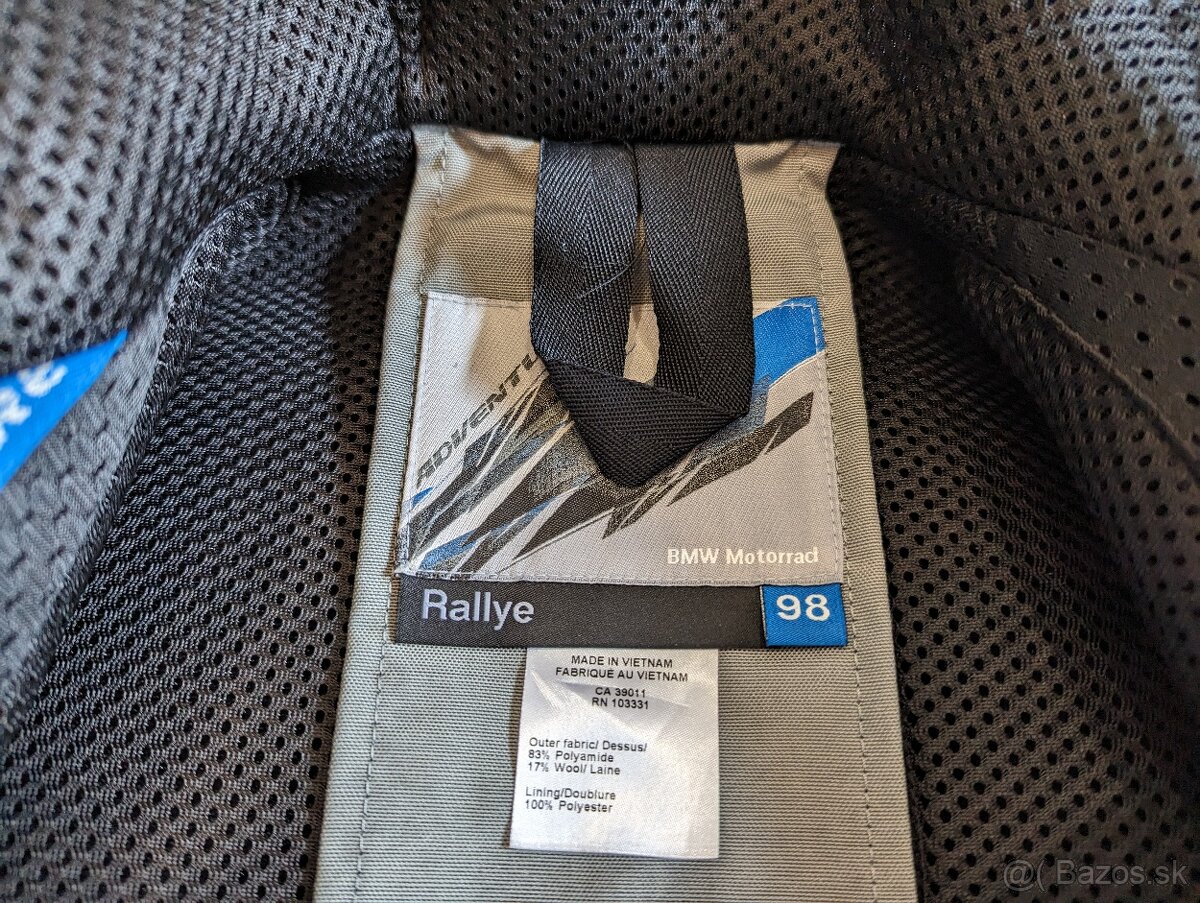 BMW Motorrad
Rallye
98
MADE IN VIETNAM
FABRIQUE AU VIETNAM
CA 39011
RN 103331
Outer fabric/ Dessus/
83% Polyamide
17% Wool/ Laine
Lining/Doublure
100% Polyester
@( Bazos.sk